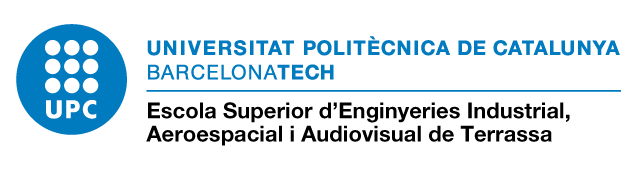 UPC
UNIVERSITAT POLITÈCNICA DE CATALUNYA
BARCELONATECH
Escola Superior d’Enginyeries Industrial,
Aeroespacial i Audiovisual de Terrassa